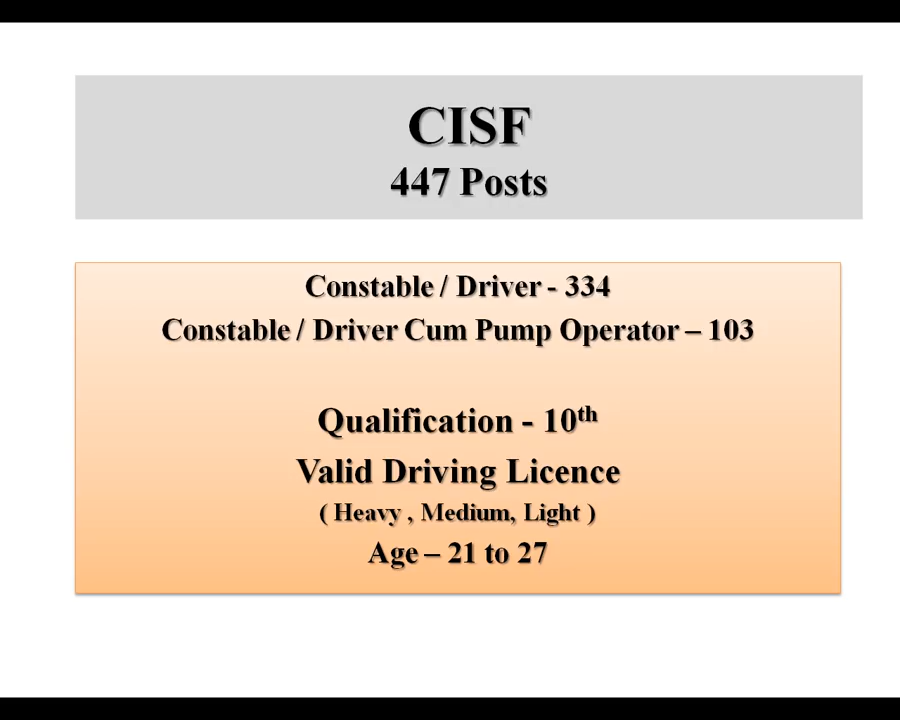 CISF
447 Posts
Constable / Driver - 334
Constable / Driver Cum Pump Operator – 103
Qualification - 10th
Valid Driving Licence
( Heavy , Medium, Light )
Age – 21 to 27